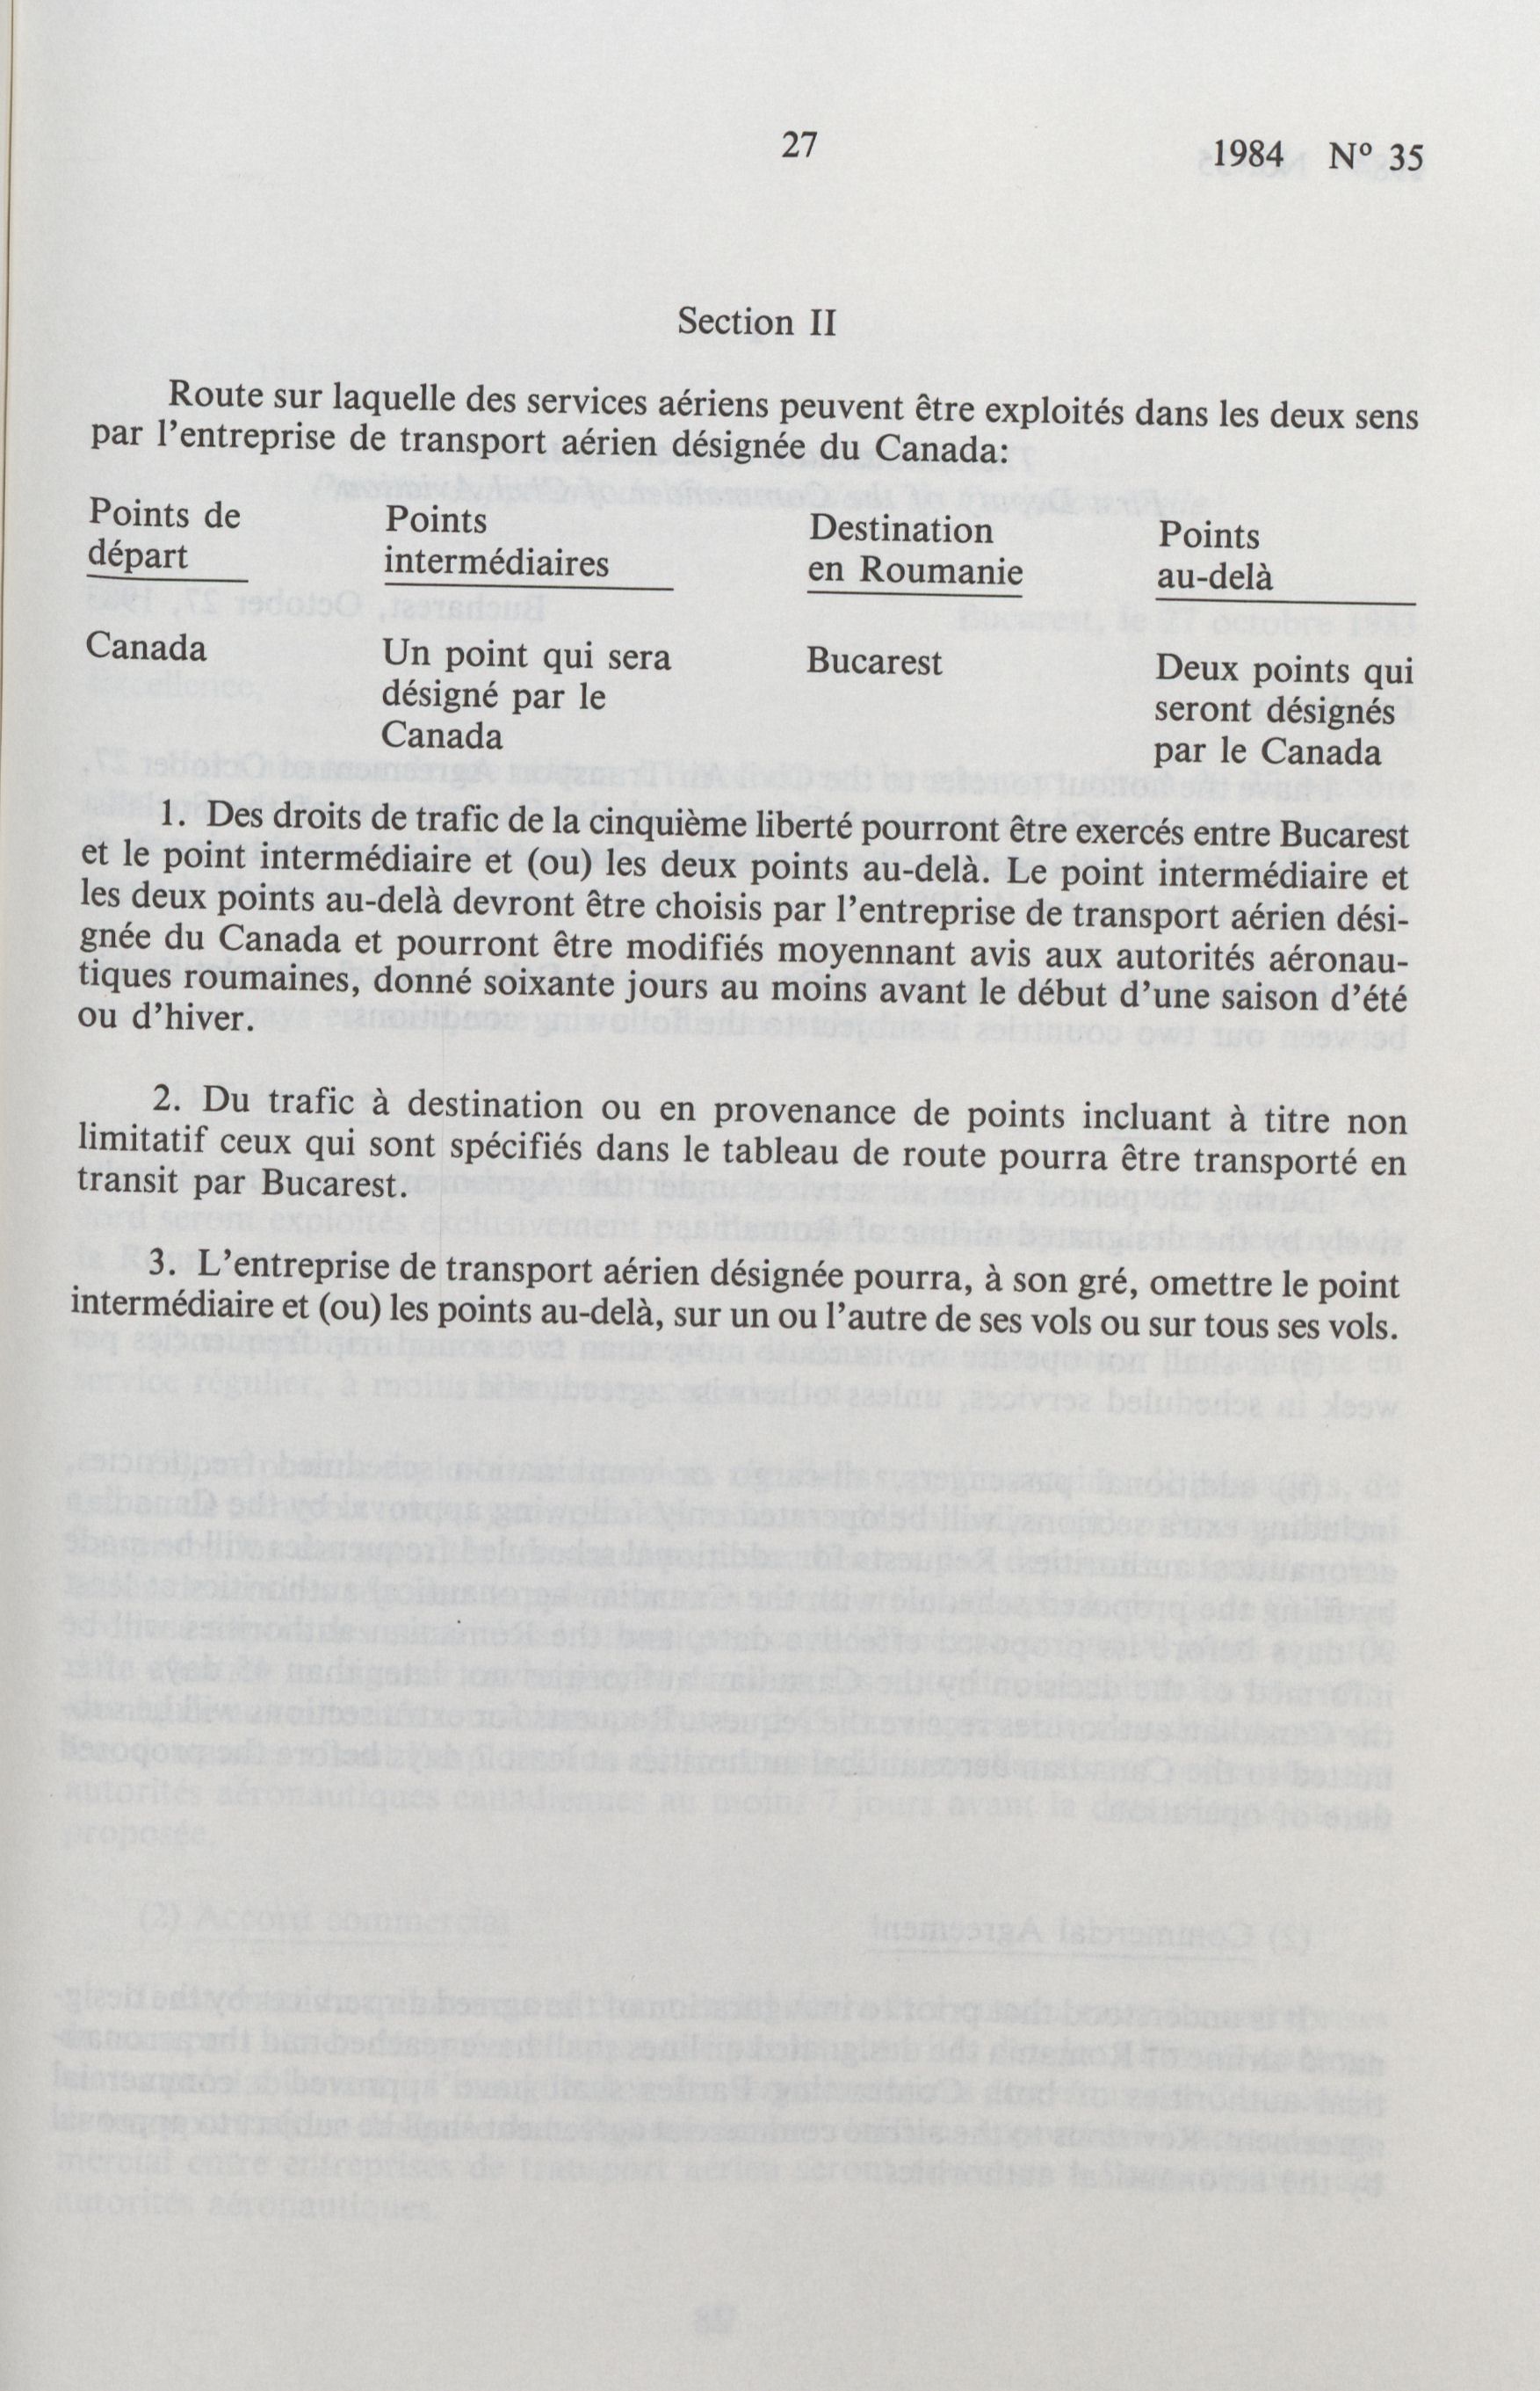 27
1984 Nº 35
Section II
Route sur laquelle des services aériens peuvent être exploités dans les deux sens
par l'entreprise de transport aérien désignée du Canada:
Points de
départ
Points
intermédiaires
Destination
en Roumanie
Points
au-delà
Canada
Un point qui sera
désigné par le
Canada
Bucarest
Deux points qui
seront désignés
par le Canada
1. Des droits de trafic de la cinquième liberté pourront être exercés entre Bucarest
et le point intermédiaire et (ou) les deux points au-delà. Le point intermédiaire et
les deux points au-delà devront être choisis par l'entreprise de transport aérien dési-
gnée du Canada et pourront être modifiés moyennant avis aux autorités aéronau-
tiques roumaines, donné soixante jours au moins avant le début d'une saison d'été
ou d'hiver.
2. Du trafic à destination ou en provenance de points incluant à titre non
limitatif ceux qui sont spécifiés dans le tableau de route pourra être transporté en
transit par Bucarest.
3. L'entreprise de transport aérien désignée pourra, à son gré, omettre le point
intermédiaire et (ou) les points au-delà, sur un ou l'autre de ses vols ou sur tous ses vols.